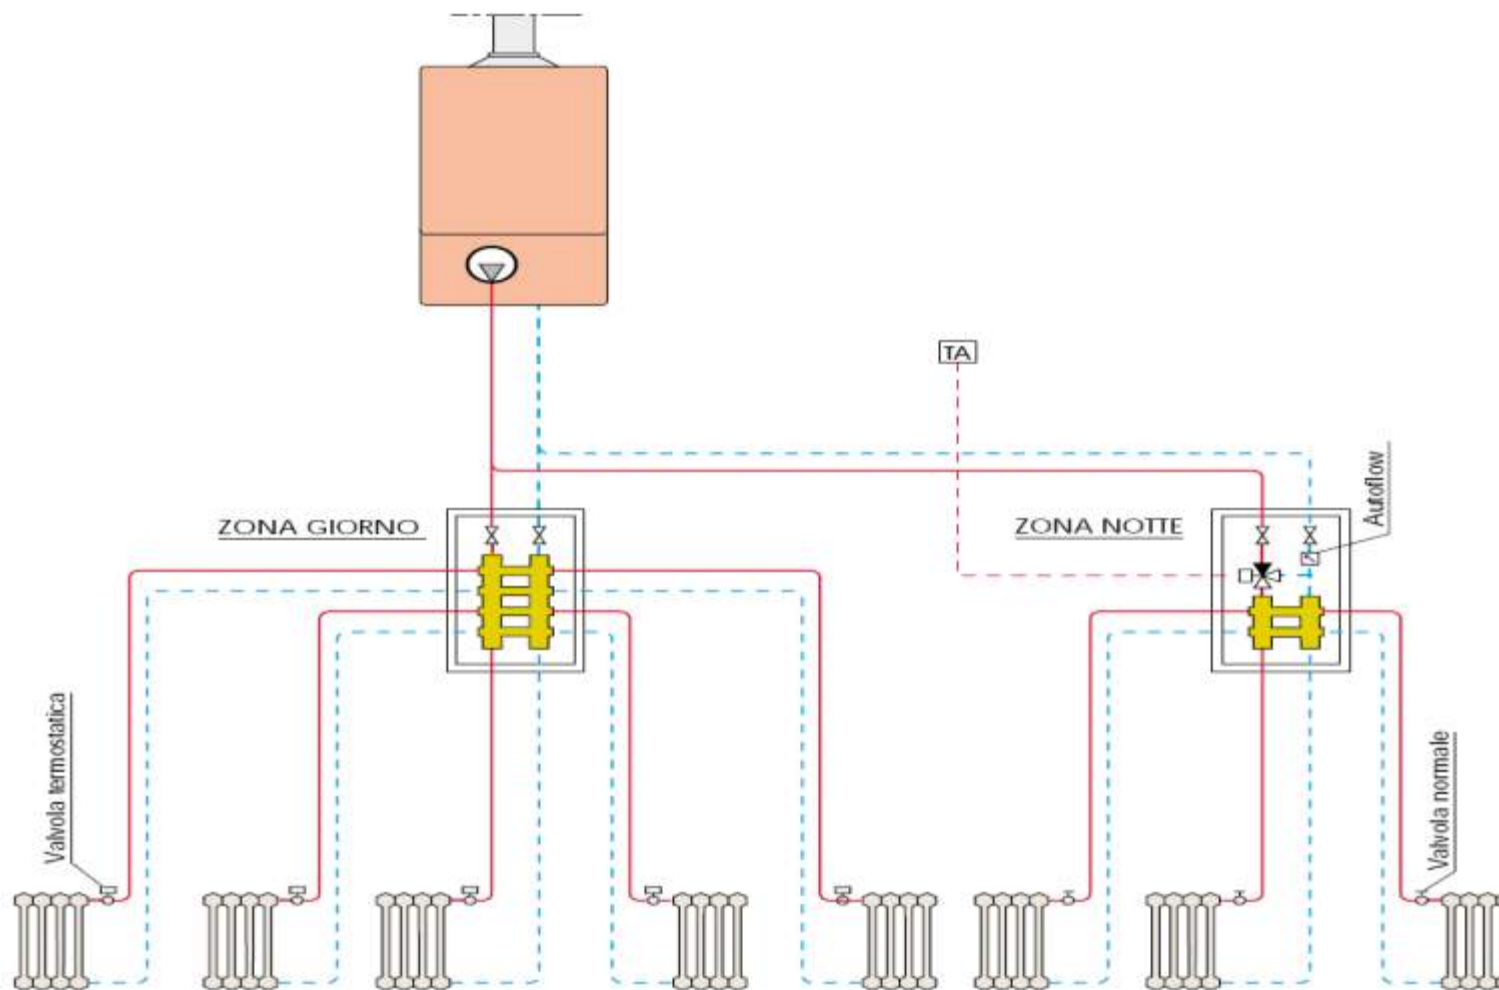 TA
ZONA GIORNO
ZONA NOTTE
Autoflow
Valvola termostatica
Valvola normale